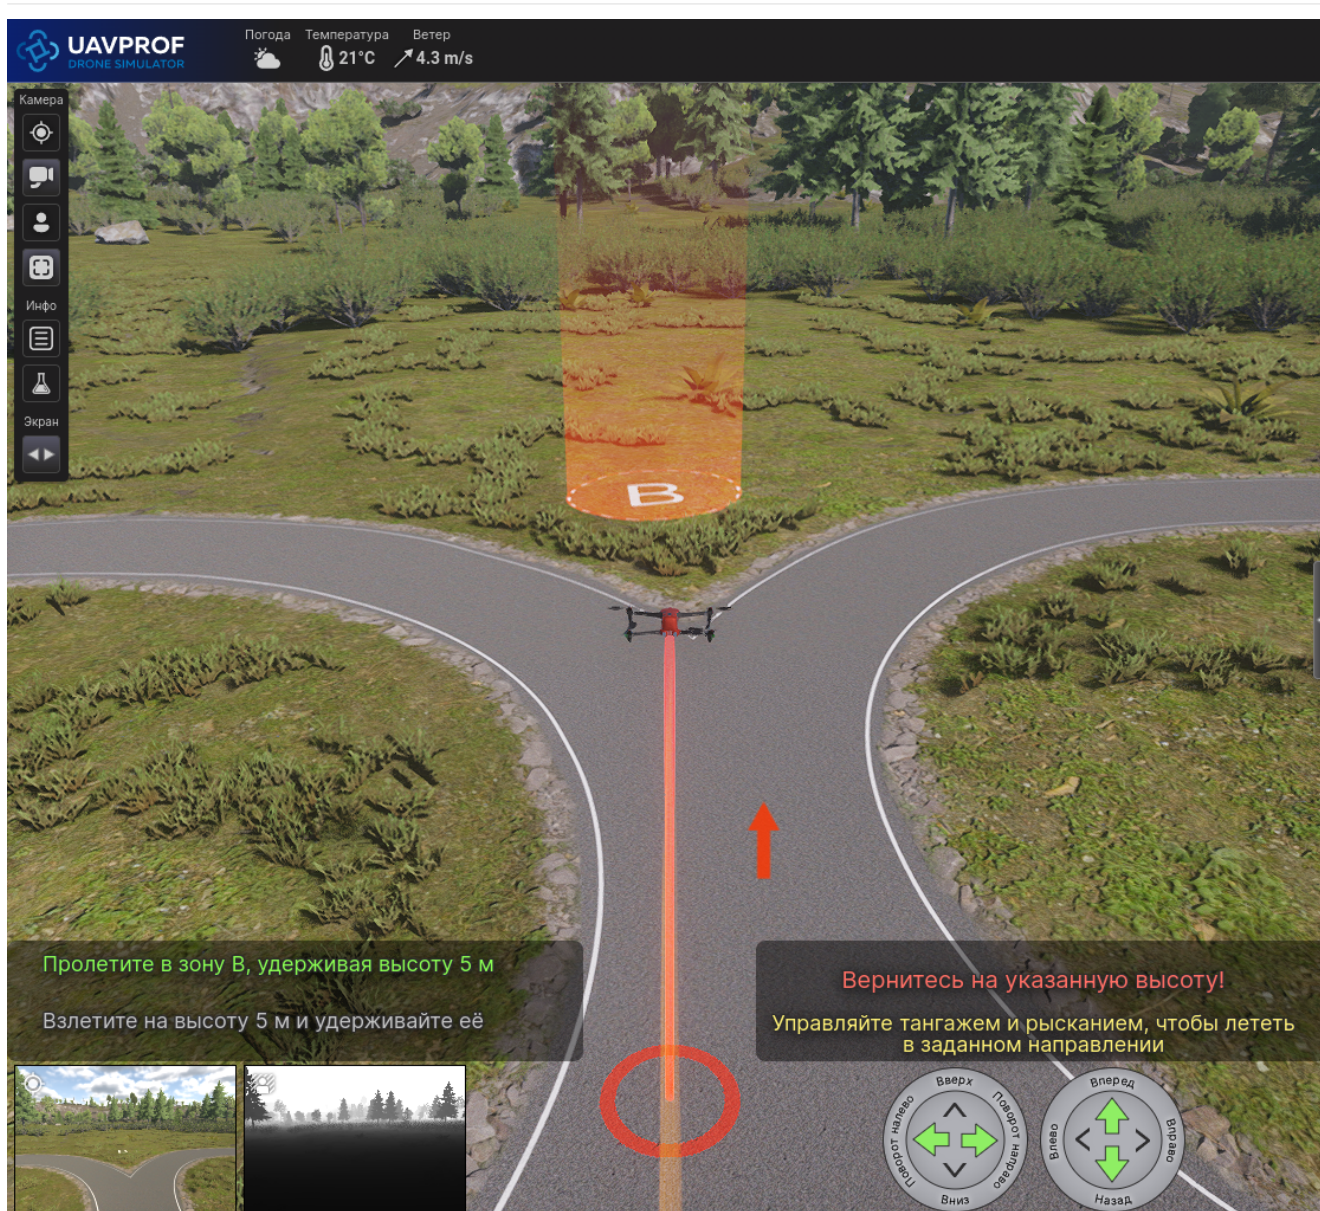 UAVPROF
DRONE SIMULATOR
Погода
Температура
Ветер
21°C
4.3 m/s
Камера
Инфо
Экран
B
Пролетите в зону B, удерживая высоту 5 м
Взлетите на высоту 5 м и удерживайте её
Вернитесь на указанную высоту!
Управляйте тангажем и рысканием, чтобы лететь
в заданном направлении
Вверх
Поворот налево
Поворот направо
Вниз
Вперед
Влево
Вправо
Назад